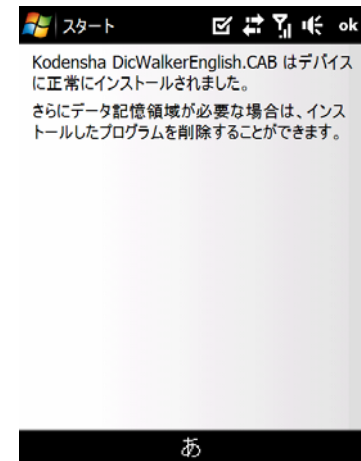 スタート ok
Kodensha DicWalkerEnglish.CAB はデバイス
に正常にインストールされました。
さらにデータ記憶領域が必要な場合は、インス
トールしたプログラムを削除することができます。
あ